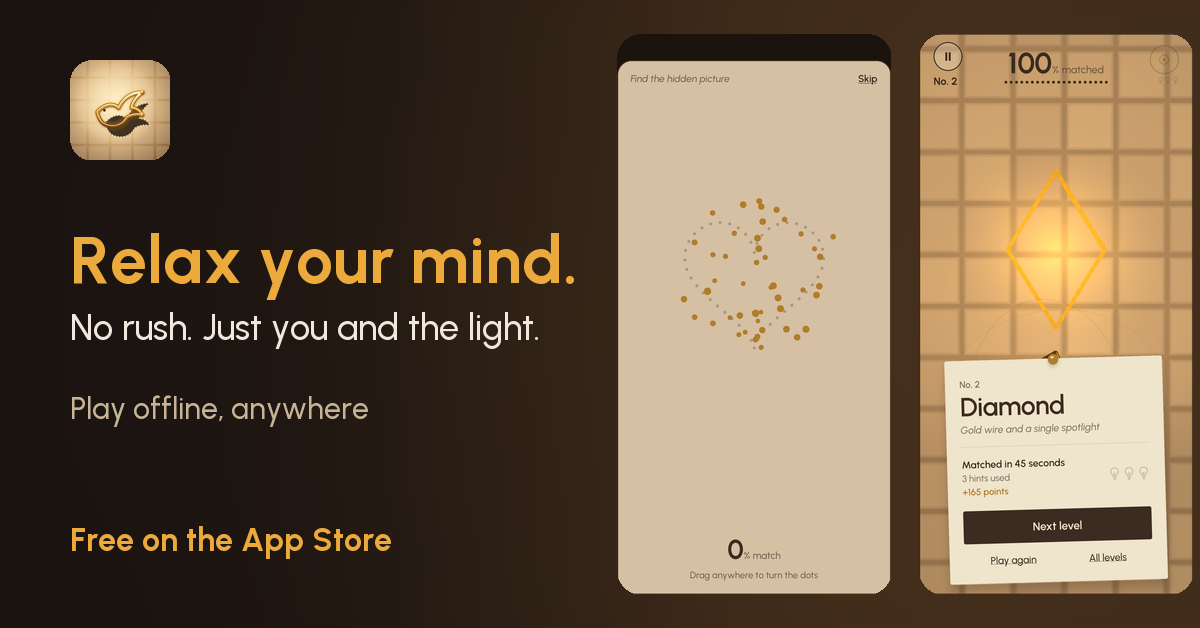 Relax your mind.
No rush. Just you and the light.
Play offline, anywhere
Free on the App Store
Find the hidden picture
Skip
0% match
Drag anywhere to turn the dots
No. 2
100% matched
No. 2
Diamond
Gold wire and a single spotlight
Matched in 45 seconds
3 hints used
+165 points
Next level
Play again
All levels